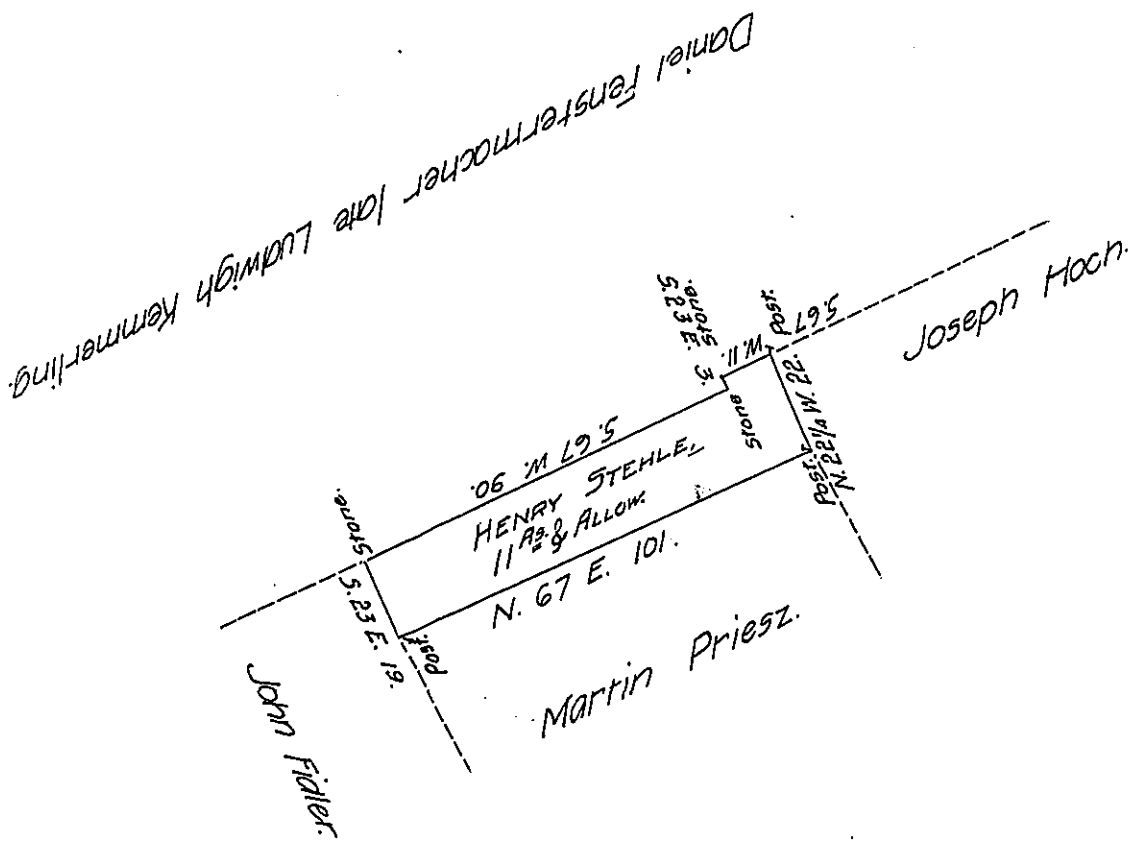 Daniel Fenstermacher late Ludwigh Kemmerling.
Joseph Hoch.
S. 67
W. 11.
Post.
Stone.
S. 23 E. 3.
Stone
N. 22 1/4 W. 22.
Post.
S. 67 W. 90.
HENRY STEHLE,
11 As. & ALLOW.
N. 67 E. 101.
Stone.
S. 23 E. 19.
Post.
Martin Priesz.
John Fidler.